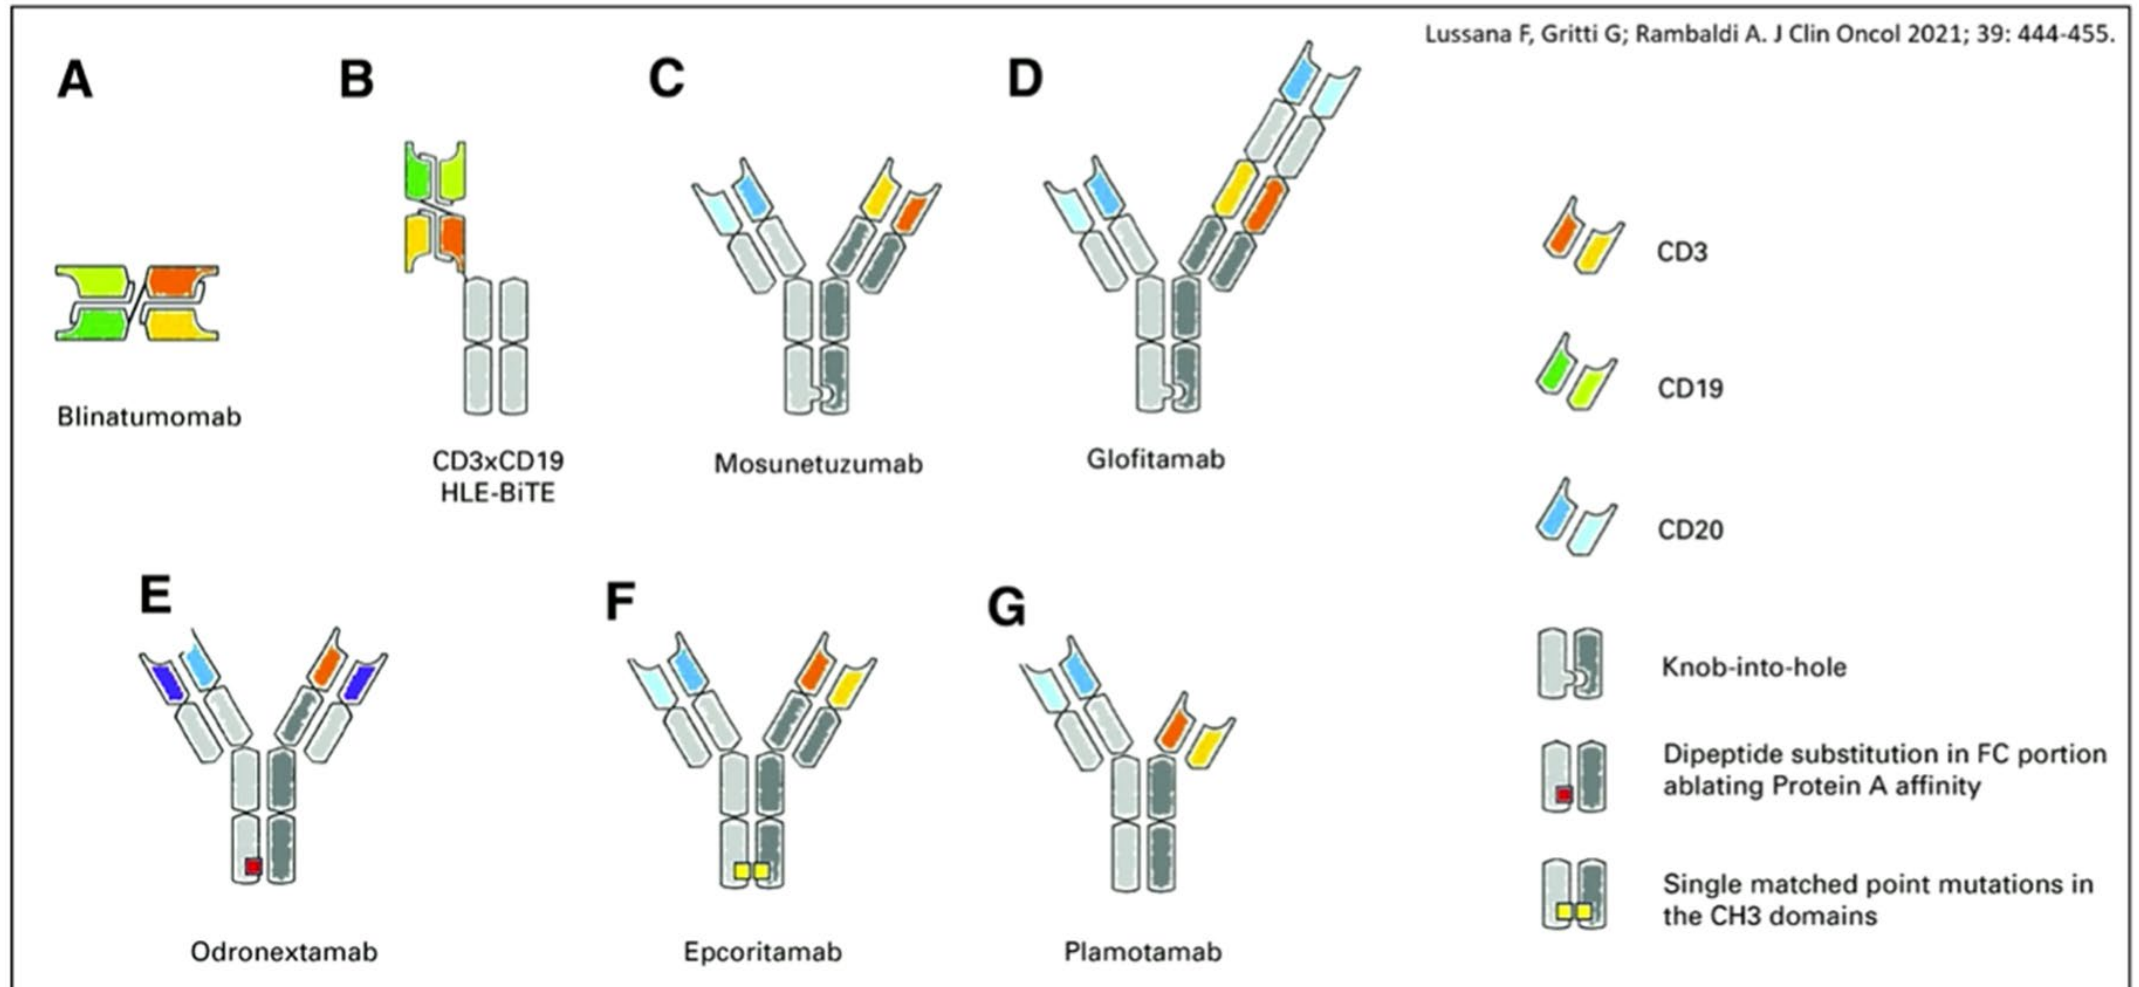 Lussana F, Gritti G; Rambaldi A. J Clin Oncol 2021; 39: 444-455.
A
B
C
D
Blinatumomab
CD3xCD19
HLE-BiTE
Mosunetuzumab
Glofitamab
E
F
G
Odronextamab
Epcoritamab
Plamotamab
CD3
CD19
CD20
Knob-into-hole
Dipeptide substitution in FC portion
ablating Protein A affinity
Single matched point mutations in
the CH3 domains